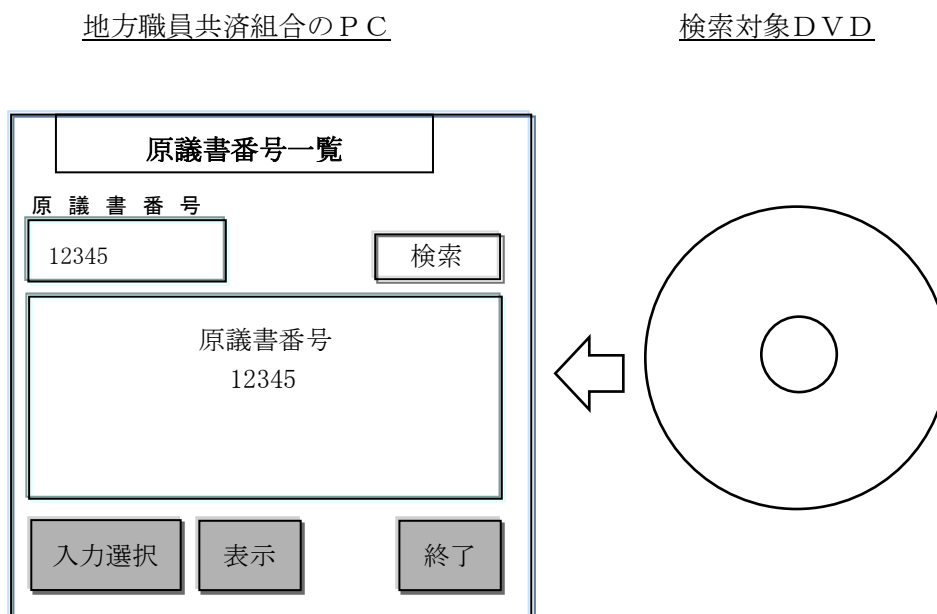 地方職員共済組合のＰＣ
検索対象ＤＶＤ
原議書番号一覧
原議書番号
12345
検索
原議書番号
12345
入力選択
表示
終了